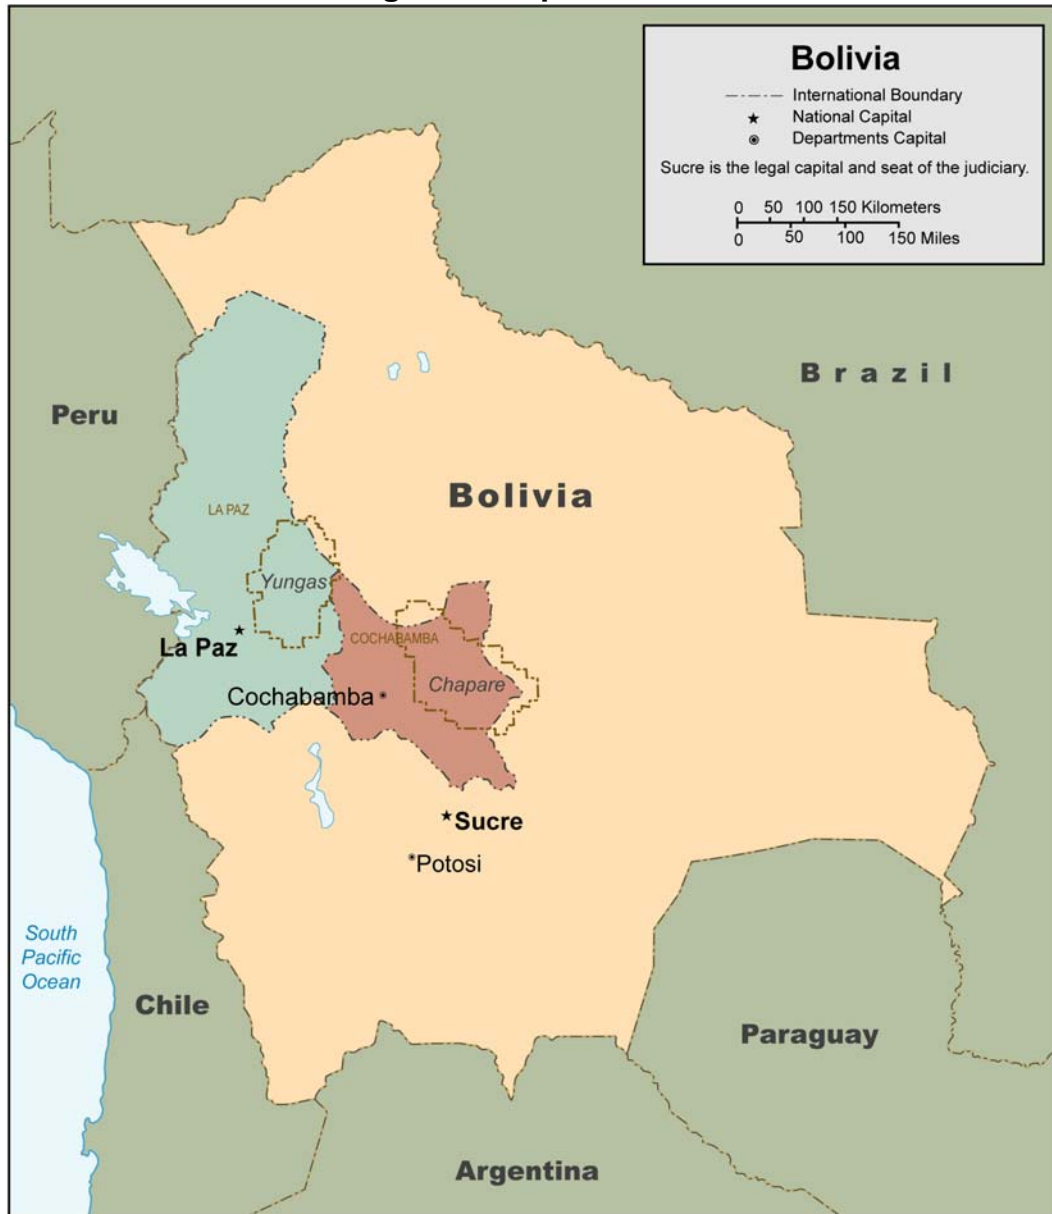 Bolivia
International Boundary
National Capital
Departments Capital
Sucre is the legal capital and seat of the judiciary.
0 50 100 150 Kilometers
0 50 100 150 Miles
Brazil
Peru
Bolivia
LA PAZ
Yungas
La Paz
COCHABAMBA
Chapare
Cochabamba
Sucre
Potosi
South
Pacific
Ocean
Chile
Paraguay
Argentina